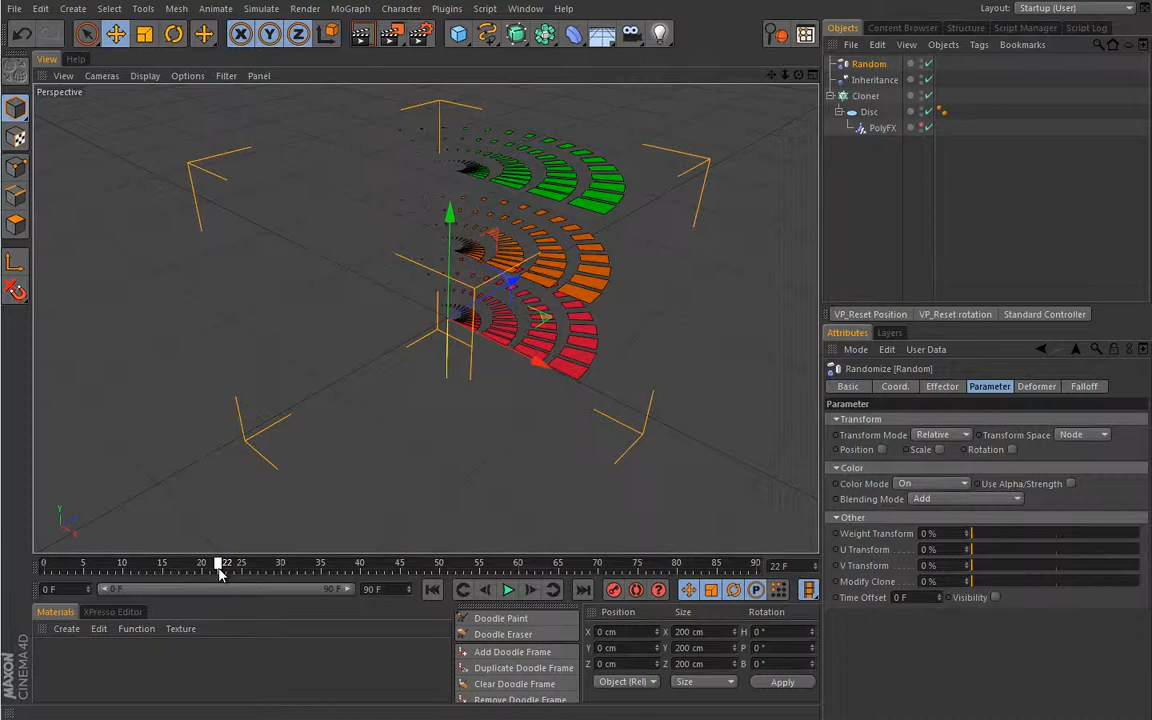 File Edit Create Select Tools Mesh Animate Simulate Render MoGraph Character Plugins Script Window Help Layout: Startup (User)
Objects Content Browser Structure Script Manager Script Log
File Edit View Objects Tags Bookmarks
View Help
View Cameras Display Options Filter Panel
Perspective
Random
Inheritance
Cloner
Disc
PolyFX
VP_Reset Position VP_Reset rotation Standard Controller
Attributes Layers
Mode Edit User Data
Randomize [Random]
Basic Coord. Effector Parameter Deformer Falloff
Parameter
Transform
Transform Mode Relative Transform Space Node
Position Scale Rotation
Color
Color Mode On Use Alpha/Strength
Blending Mode Add
Other
Weight Transform 0 %
U Transform 0 %
V Transform 0 %
Modify Clone 0 %
Time Offset 0 F Visibility
X Y Z
Y Z X
0 5 10 15 20 22 25 30 35 40 45 50 55 60 65 70 75 80 85 90 22 F
0 F 0 F 90 F 90 F
Materials XPresso Editor
Create Edit Function Texture
Doodle Paint
Doodle Eraser
Add Doodle Frame
Duplicate Doodle Frame
Clear Doodle Frame
Remove Doodle Frame
Position Size Rotation
X 0 cm X 200 cm H 0 °
Y 0 cm Y 200 cm P 0 °
Z 0 cm Z 200 cm B 0 °
Object (Rel) Size Apply
MAXON
CINEMA 4D